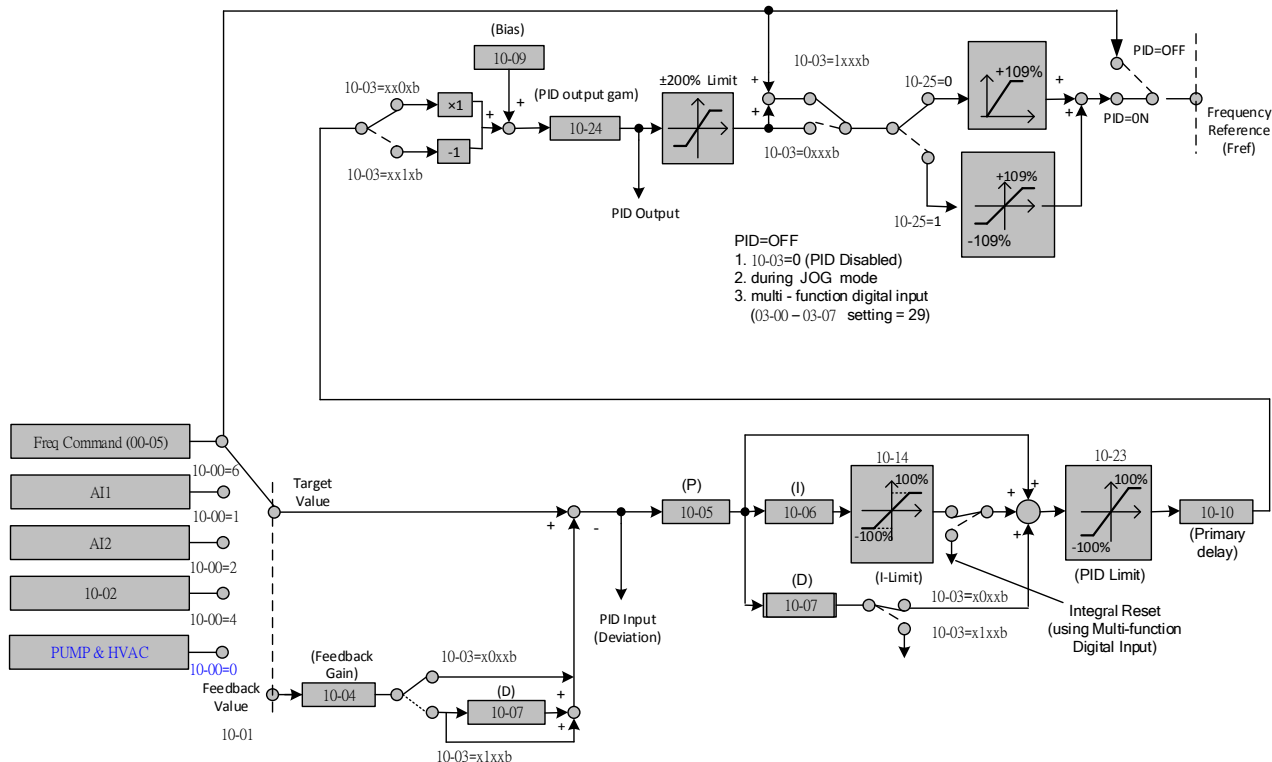 (Bias)
10-09
PID=OFF
10-03=1xxxb
±200% Limit
+109%
10-25=0
10-03=xx0xb
(PID output gam)
×1
+
+
10-24
+
+
+
PID=0N
Frequency
Reference
(Fref)
-1
10-03=0xxxb
+
10-03=xx1xb
+109%
PID Output
10-25=1
-109%
PID=OFF
1. 10-03=0 (PID Disabled)
2. during JOG mode
3. multi - function digital input
(03-00 – 03-07 setting = 29)
Freq Command (00-05)
10-00=6
AI1
10-00=1
AI2
10-00=2
10-02
10-00=4
PUMP & HVAC
10-00=0
Target
Value
Feedback
Value
10-01
(Feedback
Gain)
10-04
10-03=x0xxb
(D)
10-07
+
+
10-03=x1xxb
+
-
PID Input
(Deviation)
(P)
10-05
(I)
10-06
10-14
100%
-100%
(I-Limit)
+
+
+
10-23
100%
-100%
(PID Limit)
10-10
(Primary
delay)
(D)
10-07
10-03=x0xxb
10-03=x1xxb
Integral Reset
(using Multi-function
Digital Input)